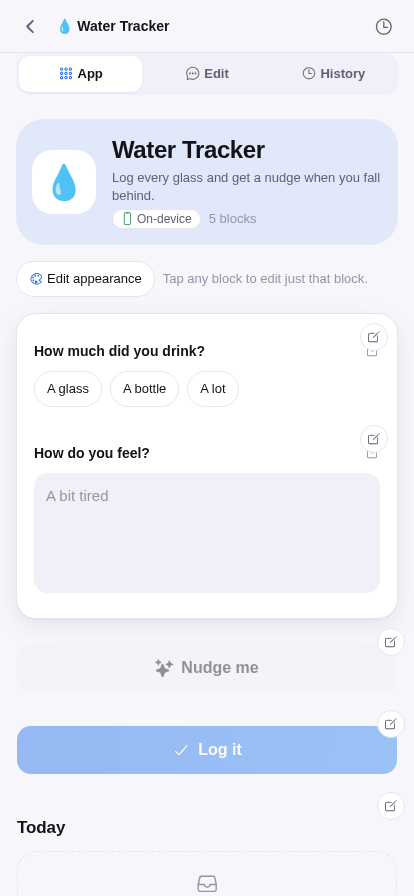 Water Tracker
App
Edit
History
Water Tracker
Log every glass and get a nudge when you fall
behind.
On-device
5 blocks
Edit appearance
Tap any block to edit just that block.
How much did you drink?
A glass
A bottle
A lot
How do you feel?
A bit tired
Nudge me
Log it
Today